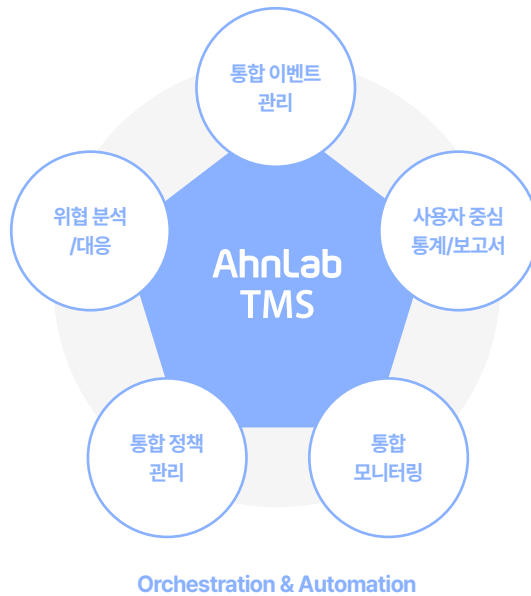 통합 이벤트
관리
위협 분석
/대응
사용자 중심
통계/보고서
AhnLab
TMS
통합 정책
관리
통합
모니터링
Orchestration & Automation